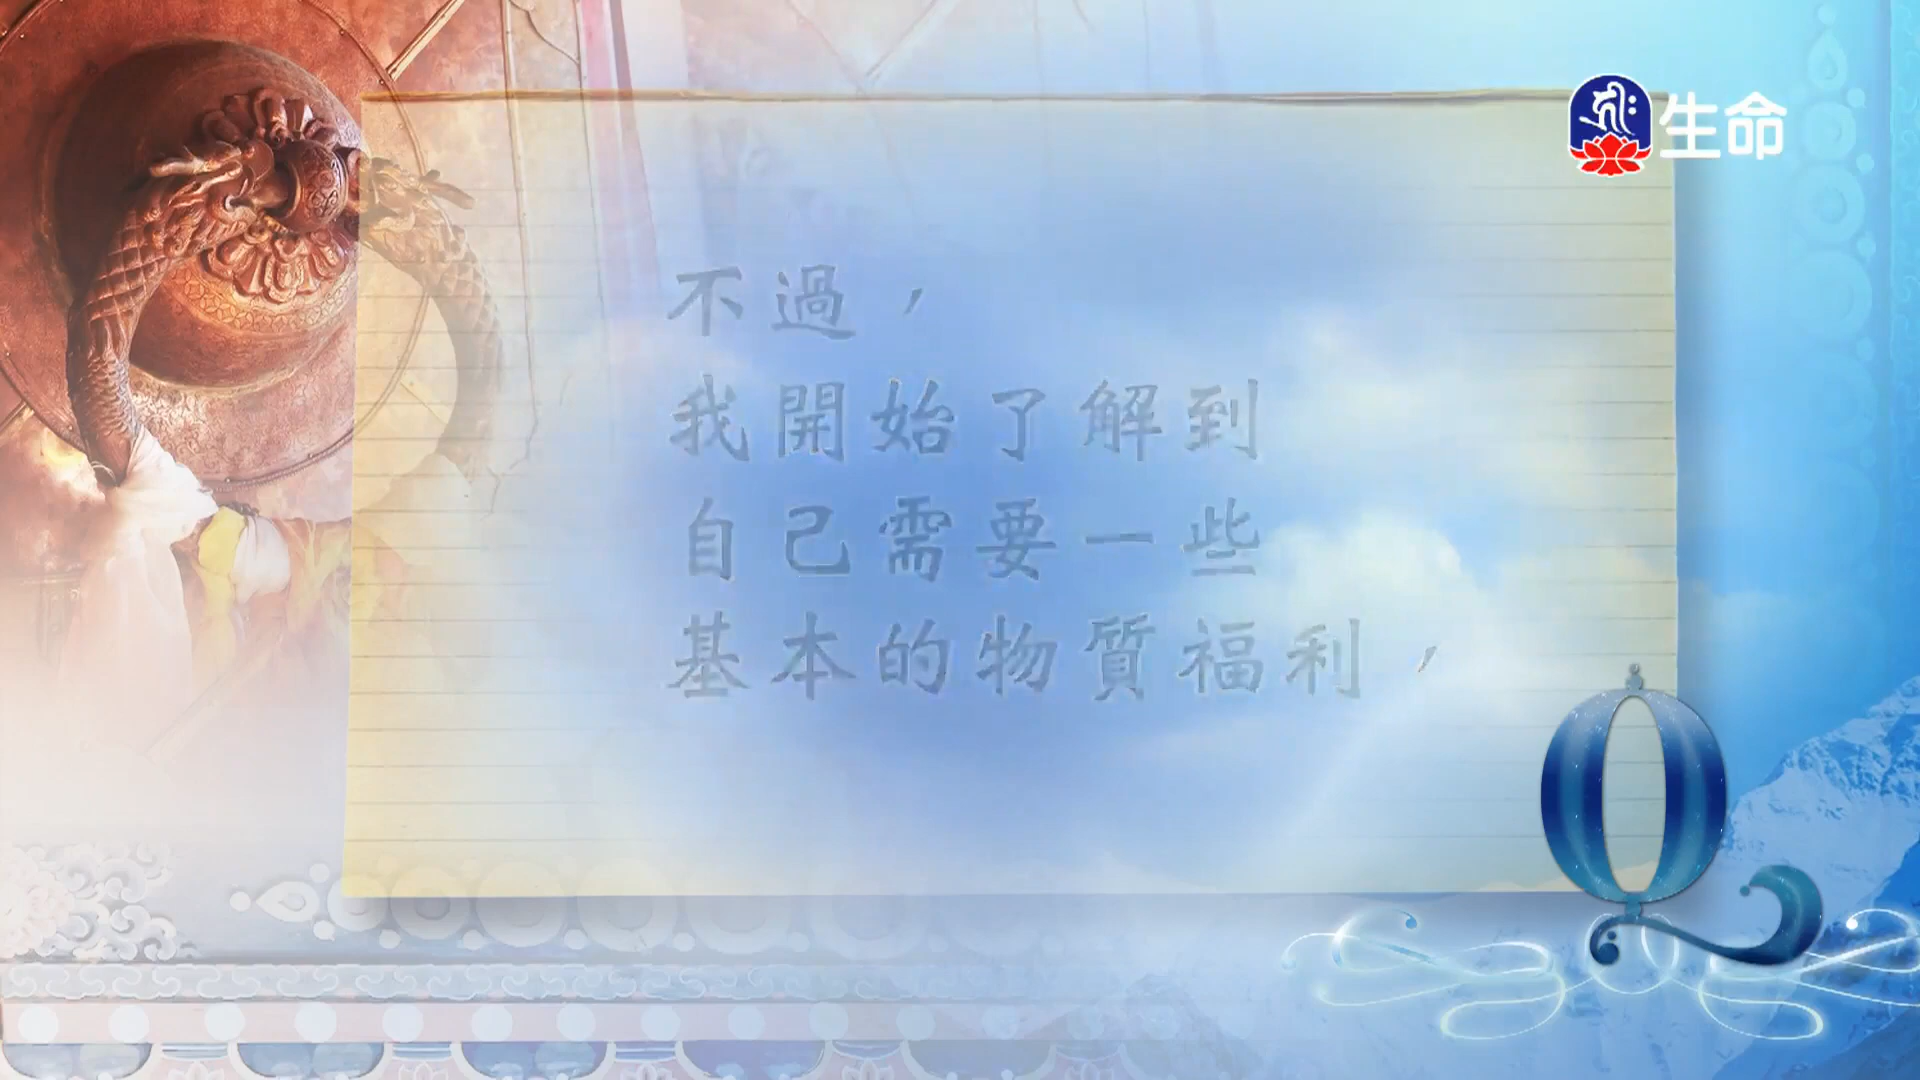 生命
不過，
我開始了解到
自己需要一些
基本的物質福利，
Q